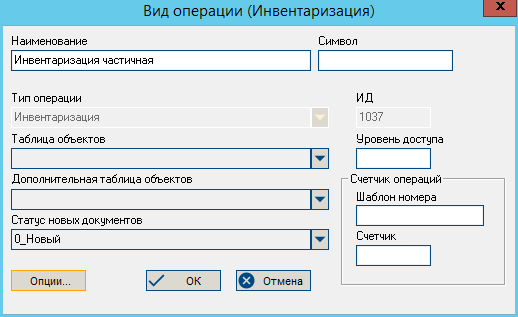 Вид операции (Инвентаризация)
x
Наименование
Символ
Инвентаризация частичная
Тип операции
ИД
Инвентаризация
1037
Таблица объектов
Уровень доступа
Дополнительная таблица объектов
Счетчик операций
Шаблон номера
Статус новых документов
0_Новый
Счетчик
Опции...
ОК
Отмена